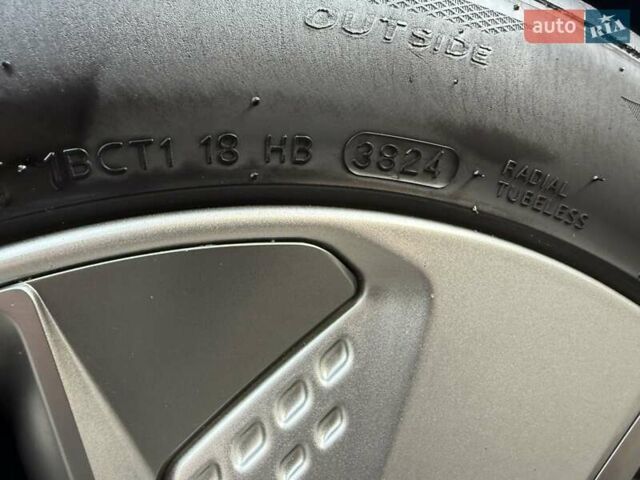 auto RIA
OUTSIDE
1BCT1 18 HB 3824
RADIAL
TUBELESS